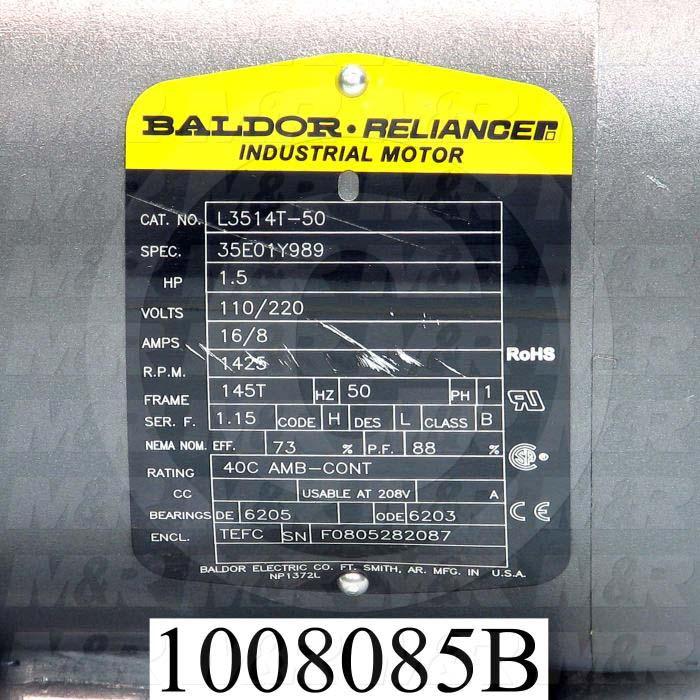 BALDOR • RELIANCER
INDUSTRIAL MOTOR
CAT. NO. L3514T-50
SPEC. 35E01Y989
HP 1.5
VOLTS 110/220
AMPS 16/8
R.P.M. 1425
FRAME 145T HZ 50 PH 1
SER. F. 1.15 CODE H DES L CLASS B
NEMA NOM. EFF. 73 % P.F. 88 %
RATING 40C AMB-CONT
CC USABLE AT 208V A
BEARINGS DE 6205 ODE 6203
ENCL. TEFC SN F0805282087
RoHS
SP
CE
BALDOR ELECTRIC CO. FT. SMITH, AR. MFG. IN U.S.A.
NP1372L
1008085B
M&R